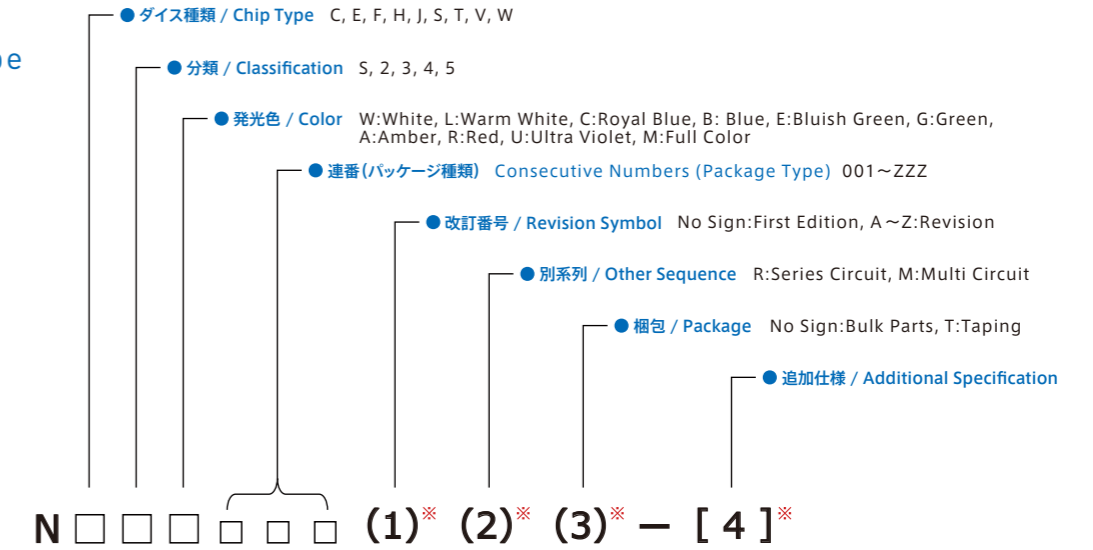 ● ダイス種類 / Chip Type C, E, F, H, J, S, T, V, W
● 分類 / Classification S, 2, 3, 4, 5
● 発光色 / Color W:White, L:Warm White, C:Royal Blue, B: Blue, E:Bluish Green, G:Green,
A:Amber, R:Red, U:Ultra Violet, M:Full Color
● 連番(パッケージ種類) Consecutive Numbers (Package Type) 001～ZZZ
● 改訂番号 / Revision Symbol No Sign:First Edition, A～Z:Revision
● 別系列 / Other Sequence R:Series Circuit, M:Multi Circuit
● 梱包 / Package No Sign:Bulk Parts, T:Taping
● 追加仕様 / Additional Specification
N□□□□□□ (1)※ (2)※ (3)※ － [4]※